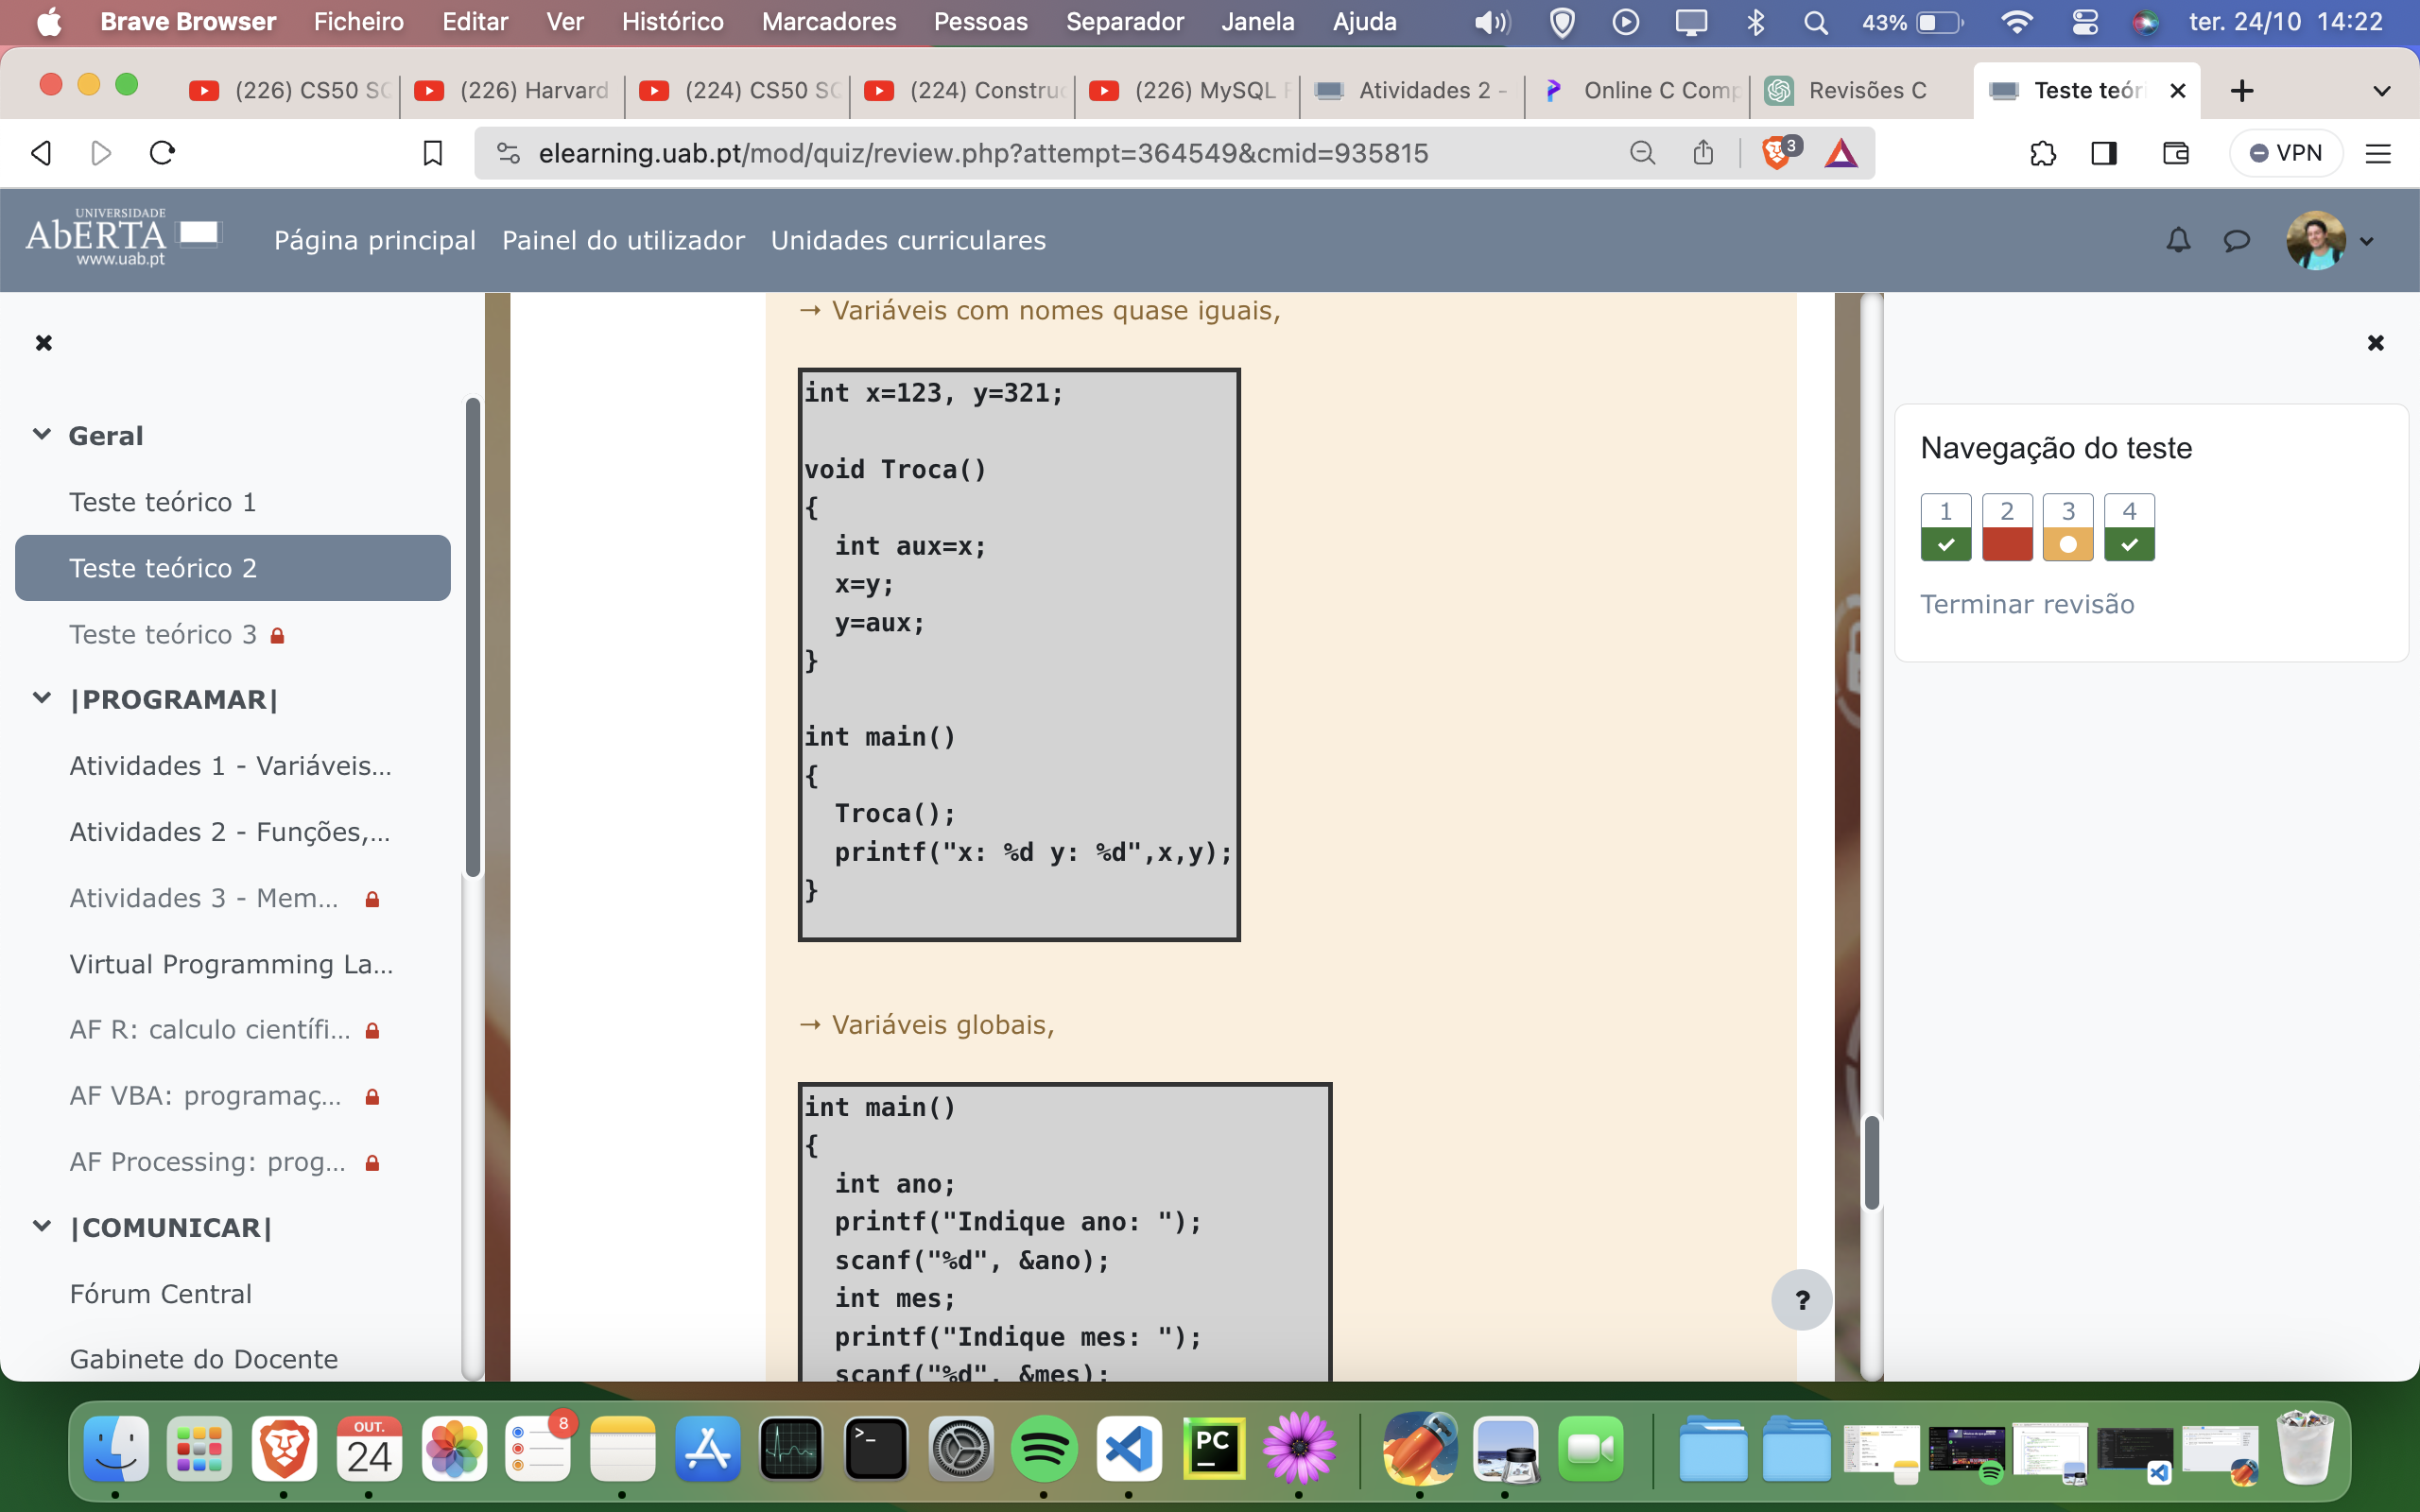 Brave Browser Ficheiro Editar Ver Histórico Marcadores Pessoas Separador Janela Ajuda 43% ter. 24/10 14:22
(226) CS50 SQ (226) Harvard (224) CS50 SQ (224) Construç (226) MySQL Atividades 2 - Online C Comp Revisões C Teste teór
elearning.uab.pt/mod/quiz/review.php?attempt=364549&cmid=935815 3 VPN
UNIVERSIDADE
AbERTA
www.uab.pt
Página principal Painel do utilizador Unidades curriculares
Geral
Teste teórico 1
Teste teórico 2
Teste teórico 3
|PROGRAMAR|
Atividades 1 - Variáveis...
Atividades 2 - Funções,...
Atividades 3 - Mem...
Virtual Programming La...
AF R: calculo científi...
AF VBA: programaç...
AF Processing: prog...
|COMUNICAR|
Fórum Central
Gabinete do Docente
→ Variáveis com nomes quase iguais,
int x=123, y=321;
void Troca()
{
int aux=x;
x=y;
y=aux;
}
int main()
{
Troca();
printf("x: %d y: %d",x,y);
}
→ Variáveis globais,
int main()
{
int ano;
printf("Indique ano: ");
scanf("%d", &ano);
int mes;
printf("Indique mes: ");
scanf("%d", &mes);
?
Navegação do teste
1 2 3 4
Terminar revisão
OUT.
24
8
>_
PC